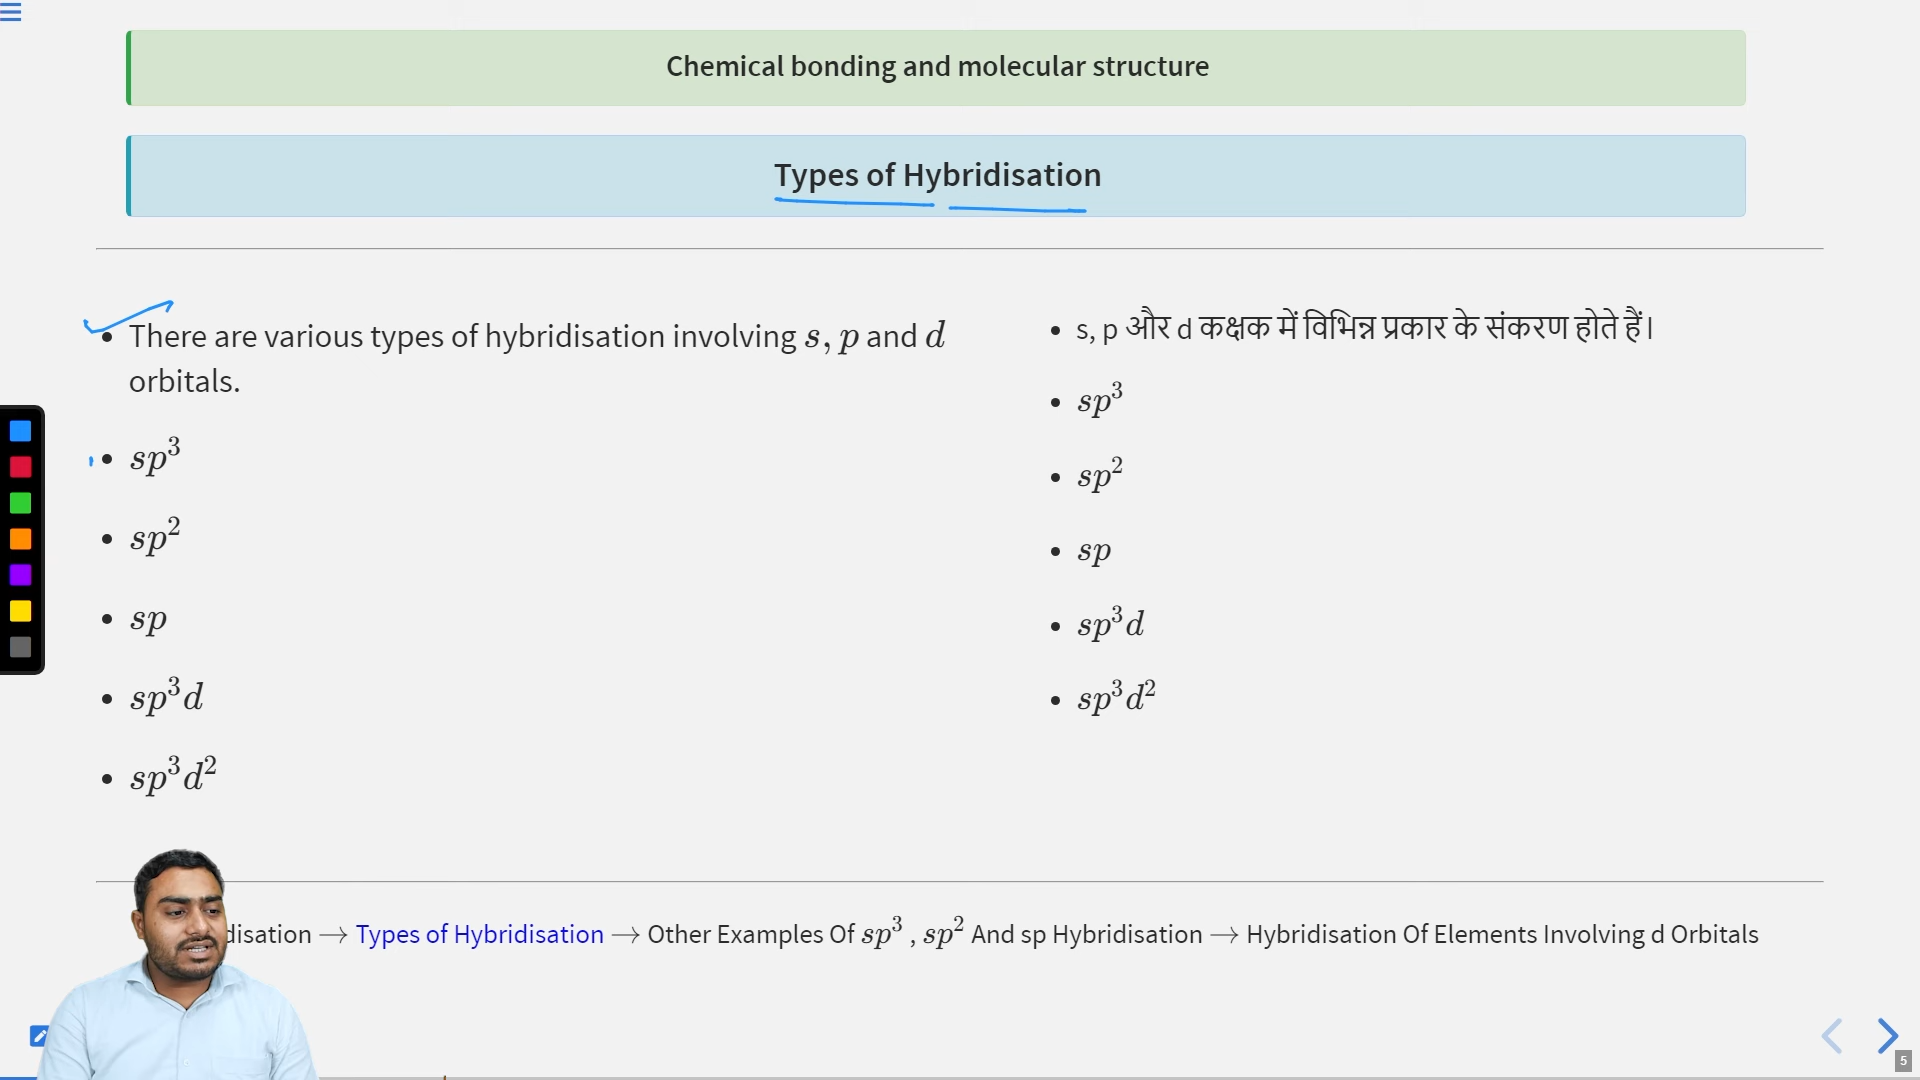 Chemical bonding and molecular structure
Types of Hybridisation
• There are various types of hybridisation involving s, p and d
orbitals.
• sp³
• sp²
• sp
• sp³d
• sp³d²
• s, p और d कक्षक में विभिन्न प्रकार के संकरण होते हैं।
• sp³
• sp²
• sp
• sp³d
• sp³d²
disation → Types of Hybridisation → Other Examples Of sp³ , sp² And sp Hybridisation → Hybridisation Of Elements Involving d Orbitals
5